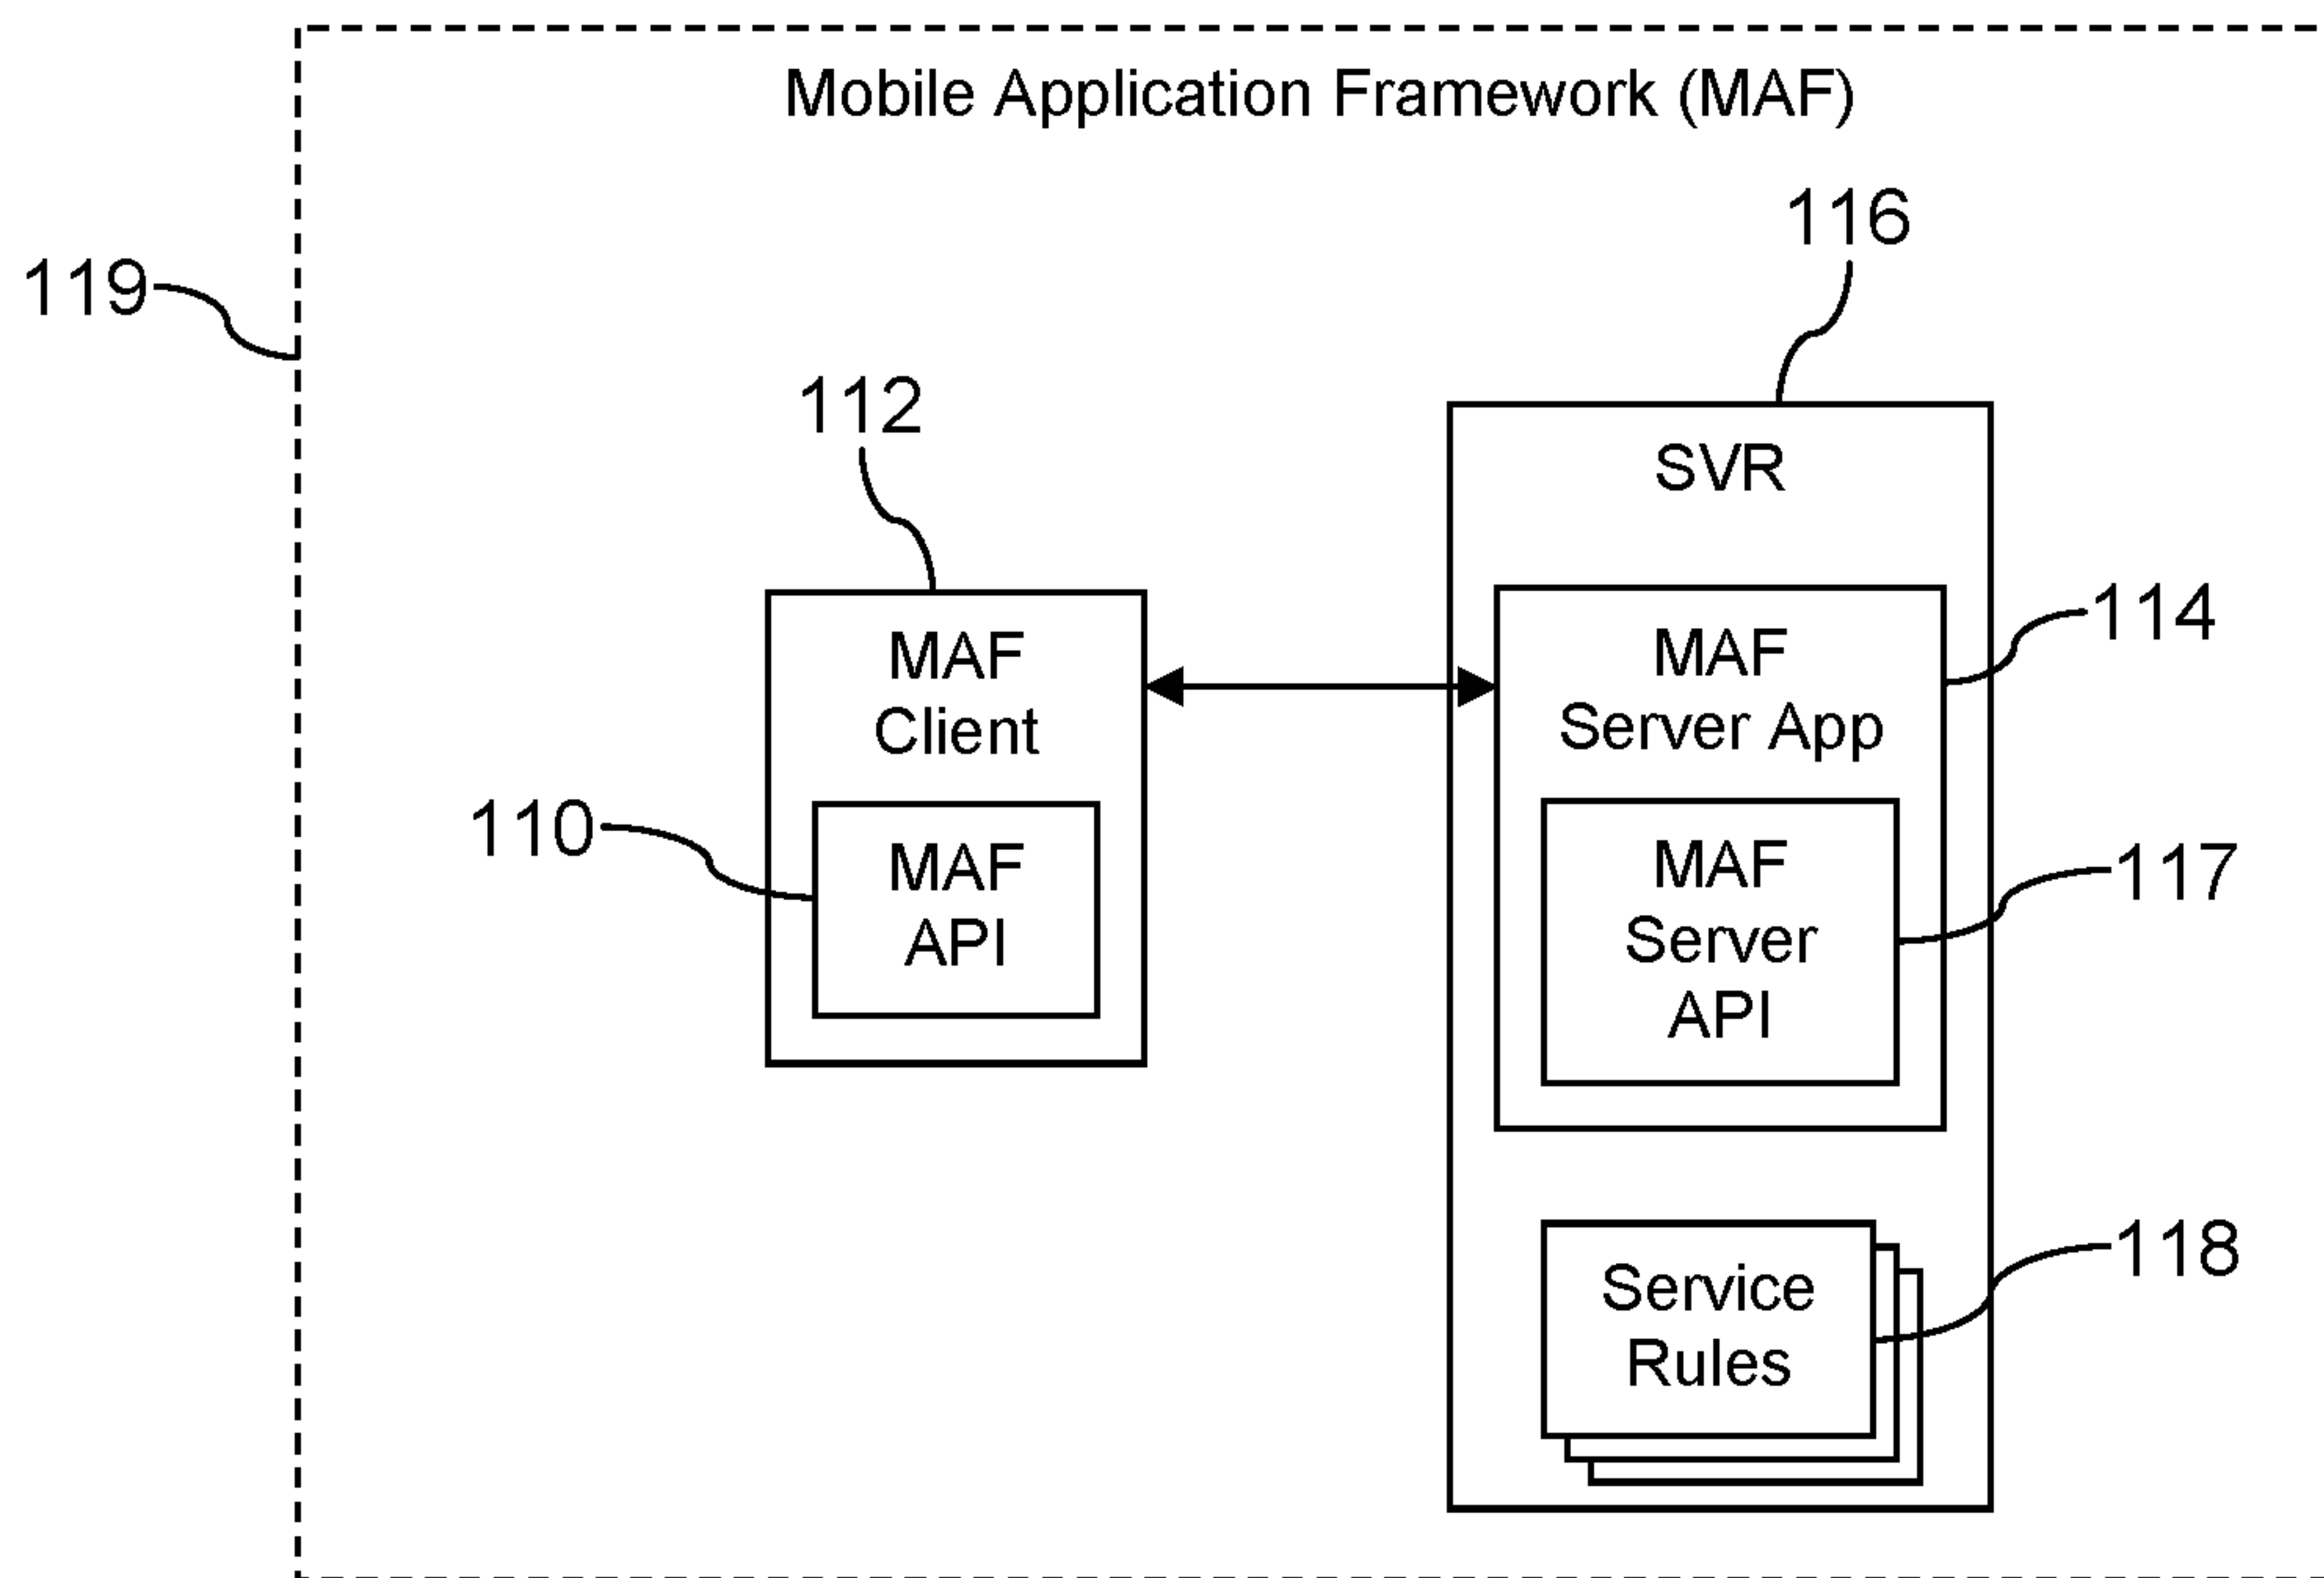 Mobile Application Framework (MAF)
116
119
112
SVR
114
MAF
Client
MAF
Server App
110
MAF
API
MAF
Server
API
117
118
Service
Rules